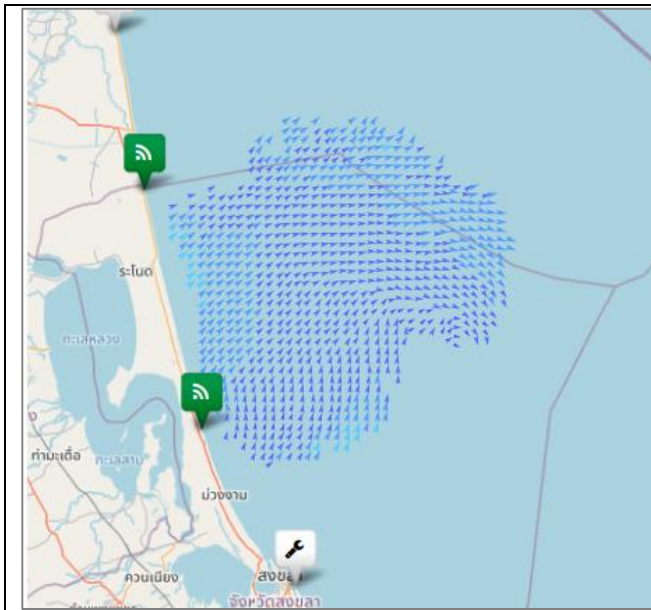 ระโนด
ทะเลหลวง
ท่ามะเดื่อ
ทะเลสาบ
ม่วงงาม
ควนเนียง
สงขลา
จังหวัดสงขลา